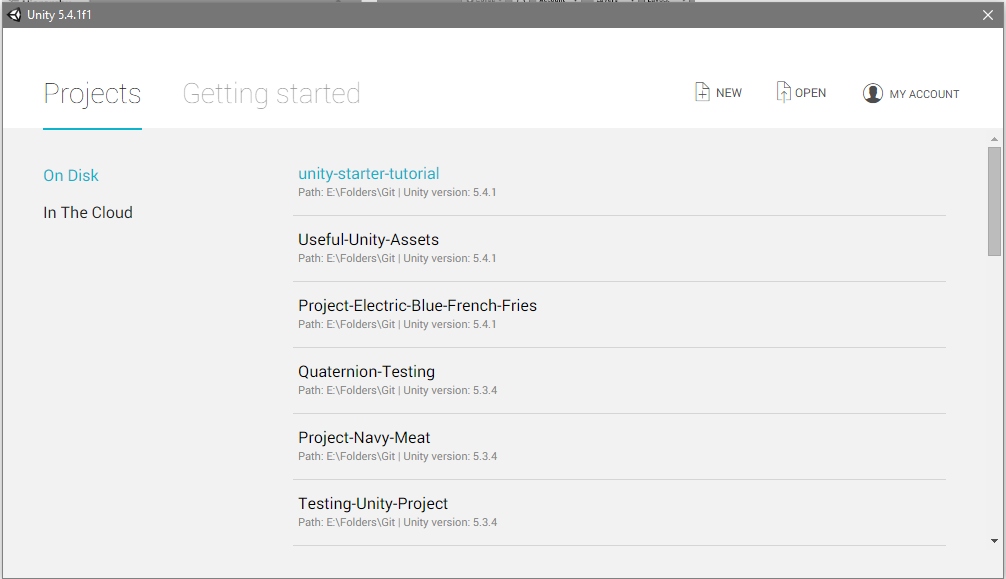 Unity 5.4.1f1
Projects
Getting started
NEW
OPEN
MY ACCOUNT
On Disk
In The Cloud
unity-starter-tutorial
Path: E:\Folders\Git | Unity version: 5.4.1
Useful-Unity-Assets
Path: E:\Folders\Git | Unity version: 5.4.1
Project-Electric-Blue-French-Fries
Path: E:\Folders\Git | Unity version: 5.4.1
Quaternion-Testing
Path: E:\Folders\Git | Unity version: 5.3.4
Project-Navy-Meat
Path: E:\Folders\Git | Unity version: 5.3.4
Testing-Unity-Project
Path: E:\Folders\Git | Unity version: 5.3.4